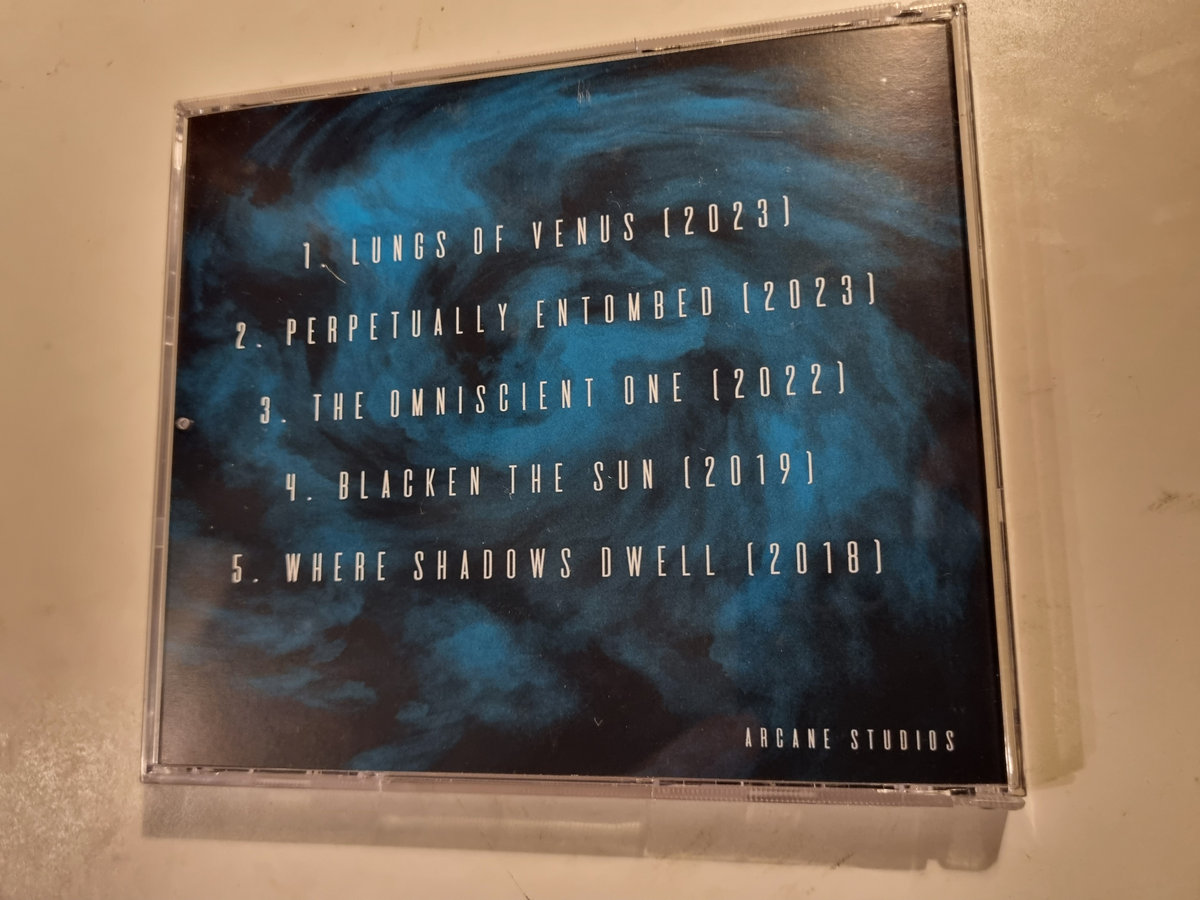 1. LUNGS OF VENUS (2023)
2. PERPETUALLY ENTOMBED (2023)
3. THE OMNISCIENT ONE (2022)
4. BLACKEN THE SUN (2019)
5. WHERE SHADOWS DWELL (2018)
ARCANE STUDIOS